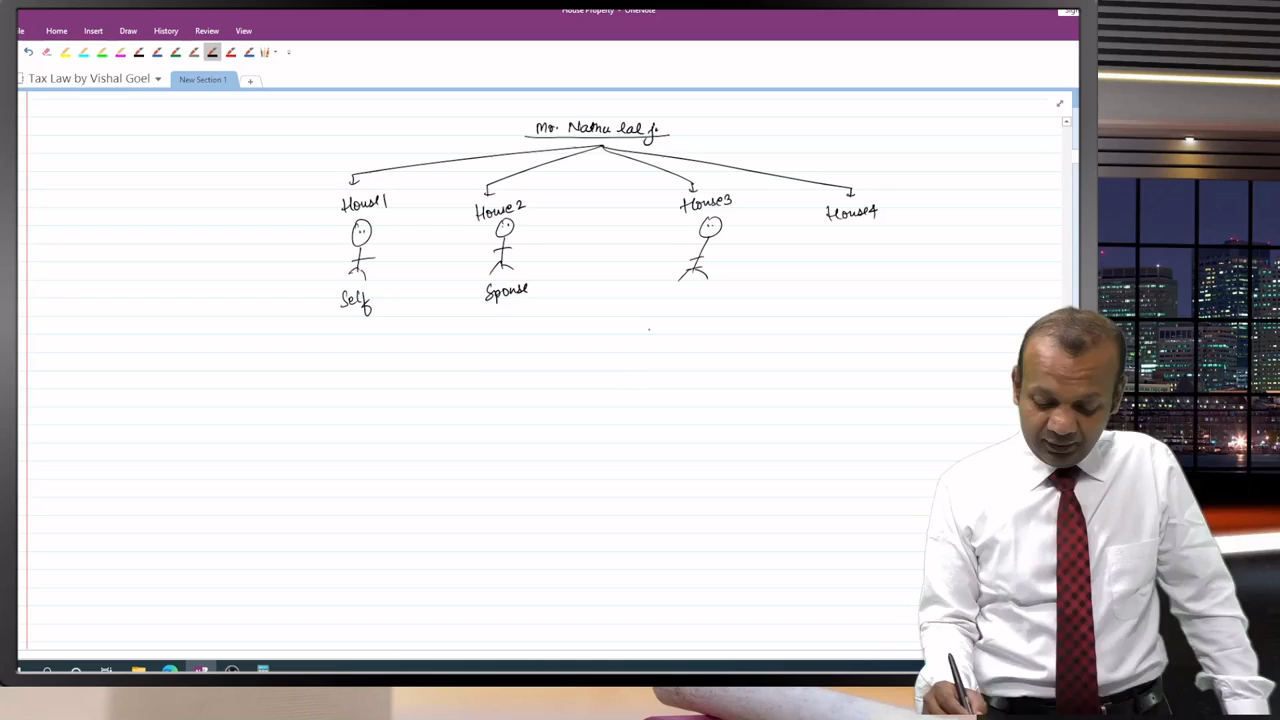 House Property - OneNote
Sign
Home Insert Draw History Review View
Tax Law by Vishal Goel
New Section 1
Mr. Nathu lal ji
House1 House2 House3 House4
Self Spouse